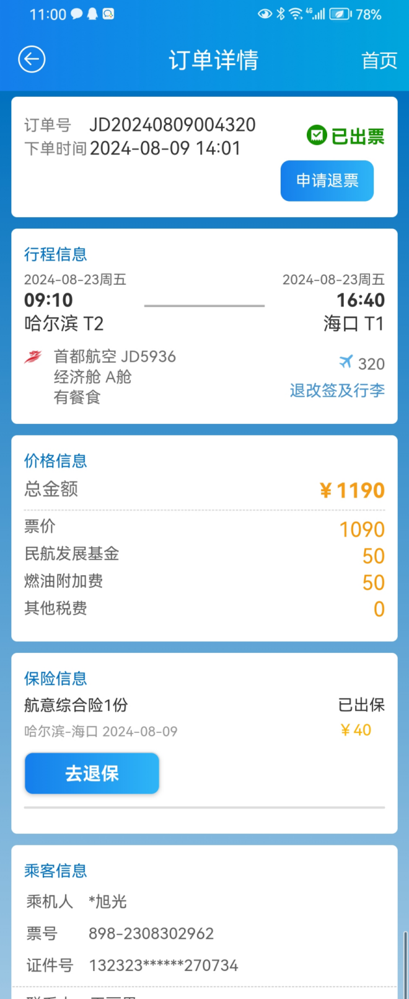 11:00 4G 78%
订单详情 首页
订单号 JD20240809004320
已出票
下单时间 2024-08-09 14:01
申请退票
行程信息
2024-08-23周五 2024-08-23周五
09:10 16:40
哈尔滨 T2 海口 T1
首都航空 JD5936 320
经济舱 A舱
退改签及行李
有餐食
价格信息
总金额 ¥1190
票价 1090
民航发展基金 50
燃油附加费 50
其他税费 0
保险信息
航意综合险1份 已出保
哈尔滨-海口 2024-08-09 ¥40
去退保
乘客信息
乘机人 *旭光
票号 898-2308302962
证件号 132323******270734